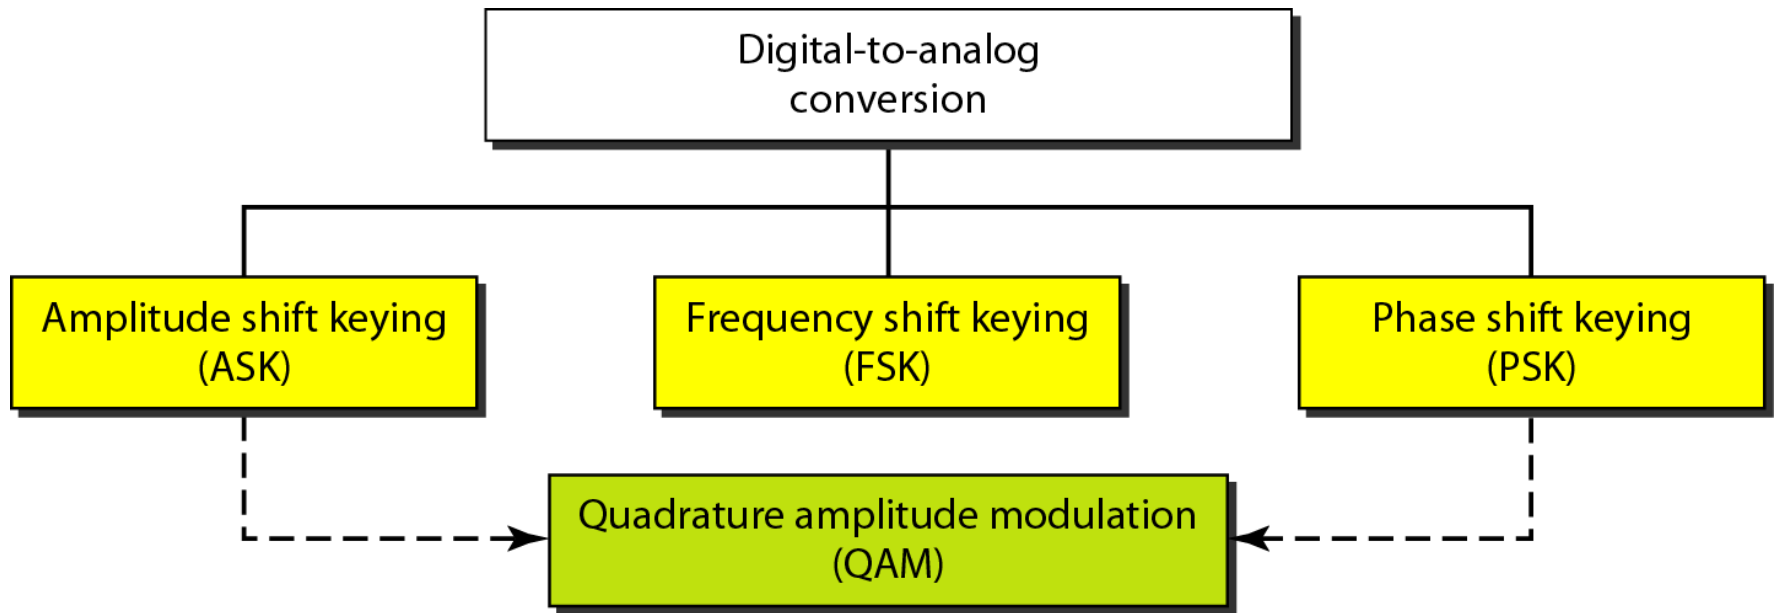 Digital-to-analog
conversion
Amplitude shift keying
(ASK)
Frequency shift keying
(FSK)
Phase shift keying
(PSK)
Quadrature amplitude modulation
(QAM)